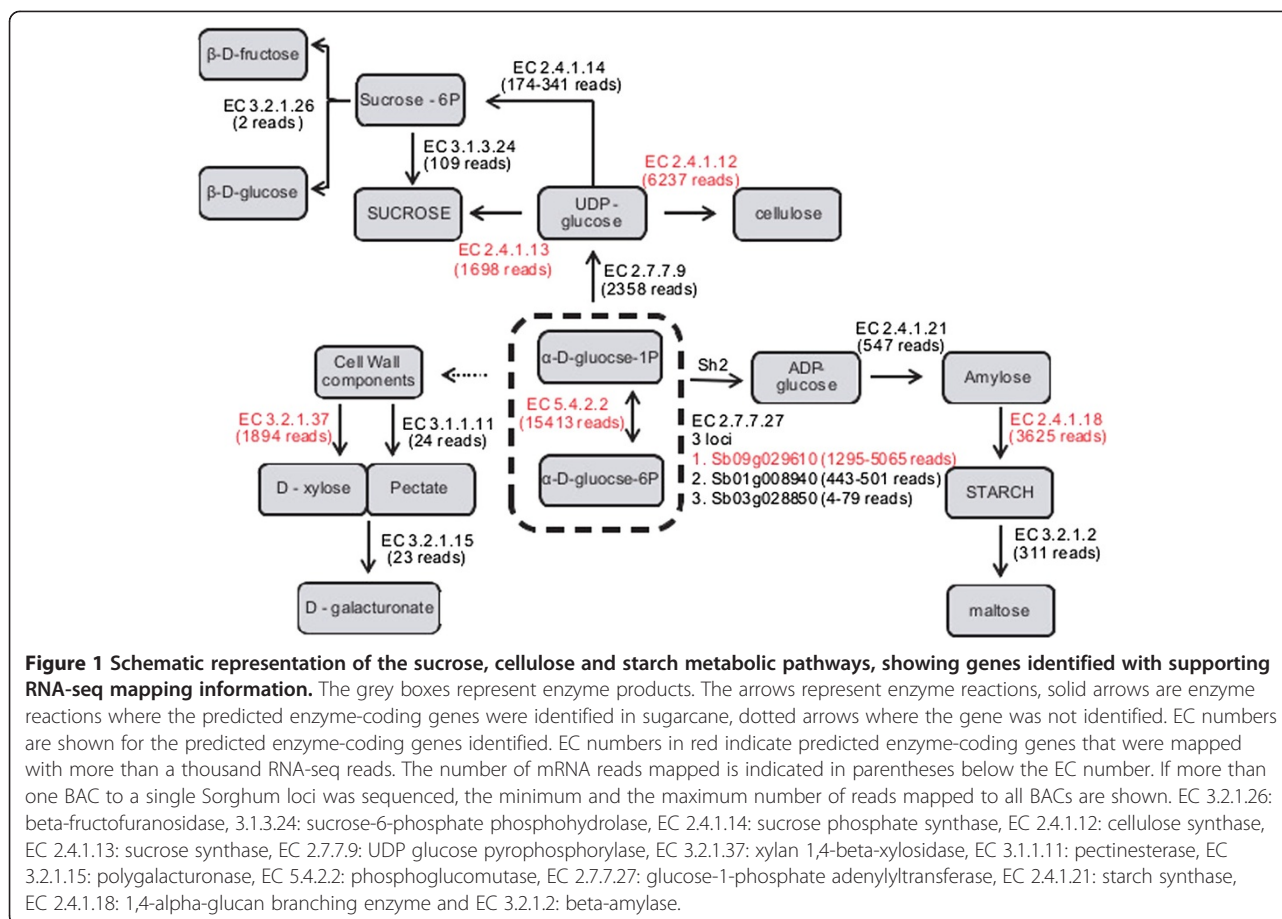 β-D-fructose
EC 3.2.1.26
(2 reads)
β-D-glucose
Sucrose - 6P
EC 2.4.1.14
(174-341 reads)
EC 3.1.3.24
(109 reads)
SUCROSE
UDP-
glucose
EC 2.4.1.12
(6237 reads)
cellulose
EC 2.4.1.13
(1698 reads)
EC 2.7.7.9
(2358 reads)
Cell Wall
components
EC 3.2.1.37
(1894 reads)
EC 3.1.1.11
(24 reads)
D - xylose
Pectate
EC 3.2.1.15
(23 reads)
D - galacturonate
α-D-gluocse-1P
EC 5.4.2.2
(15413 reads)
α-D-gluocse-6P
Sh2
ADP-
glucose
EC 2.4.1.21
(547 reads)
Amylose
EC 2.7.7.27
3 loci
1. Sb09g029610 (1295-5065 reads)
2. Sb01g008940 (443-501 reads)
3. Sb03g028850 (4-79 reads)
EC 2.4.1.18
(3625 reads)
STARCH
EC 3.2.1.2
(311 reads)
maltose
Figure 1 Schematic representation of the sucrose, cellulose and starch metabolic pathways, showing genes identified with supporting
RNA-seq mapping information. The grey boxes represent enzyme products. The arrows represent enzyme reactions, solid arrows are enzyme
reactions where the predicted enzyme-coding genes were identified in sugarcane, dotted arrows where the gene was not identified. EC numbers
are shown for the predicted enzyme-coding genes identified. EC numbers in red indicate predicted enzyme-coding genes that were mapped
with more than a thousand RNA-seq reads. The number of mRNA reads mapped is indicated in parentheses below the EC number. If more than
one BAC to a single Sorghum loci was sequenced, the minimum and the maximum number of reads mapped to all BACs are shown. EC 3.2.1.26:
beta-fructofuranosidase, 3.1.3.24: sucrose-6-phosphate phosphohydrolase, EC 2.4.1.14: sucrose phosphate synthase, EC 2.4.1.12: cellulose synthase,
EC 2.4.1.13: sucrose synthase, EC 2.7.7.9: UDP glucose pyrophosphorylase, EC 3.2.1.37: xylan 1,4-beta-xylosidase, EC 3.1.1.11: pectinesterase, EC
3.2.1.15: polygalacturonase, EC 5.4.2.2: phosphoglucomutase, EC 2.7.7.27: glucose-1-phosphate adenylyltransferase, EC 2.4.1.21: starch synthase,
EC 2.4.1.18: 1,4-alpha-glucan branching enzyme and EC 3.2.1.2: beta-amylase.